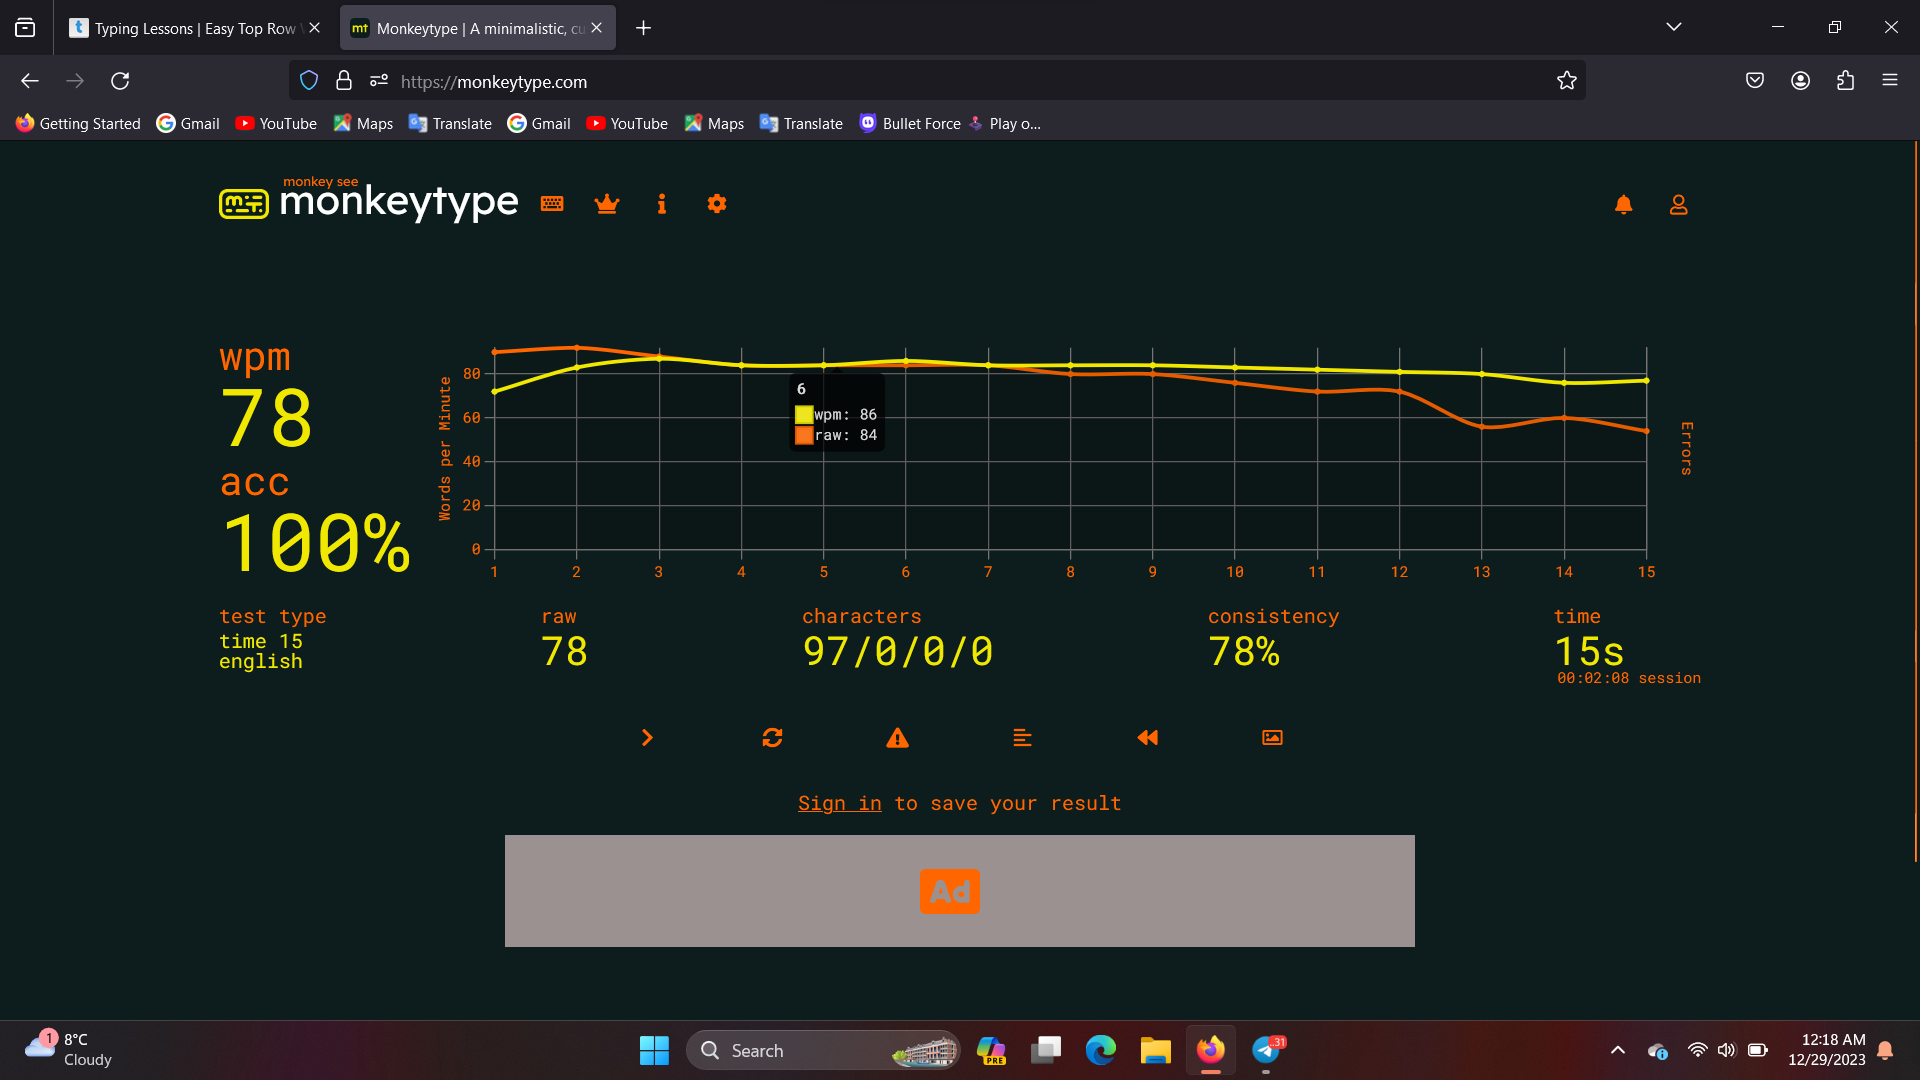 Typing Lessons | Easy Top Row
Monkeytype | A minimalistic, cu
https://monkeytype.com
Getting Started Gmail YouTube Maps Translate Gmail YouTube Maps Translate Bullet Force Play o...
monkey see
monkeytype
wpm
78
acc
100%
Words per Minute
80
60
40
20
0
6
wpm: 86
raw: 84
Errors
1 2 3 4 5 6 7 8 9 10 11 12 13 14 15
test type
time 15
english
raw
78
characters
97/0/0/0
consistency
78%
time
15s
00:02:08 session
Sign in to save your result
Ad
1
8°C
Cloudy
Search
PRE
31
12:18 AM
12/29/2023